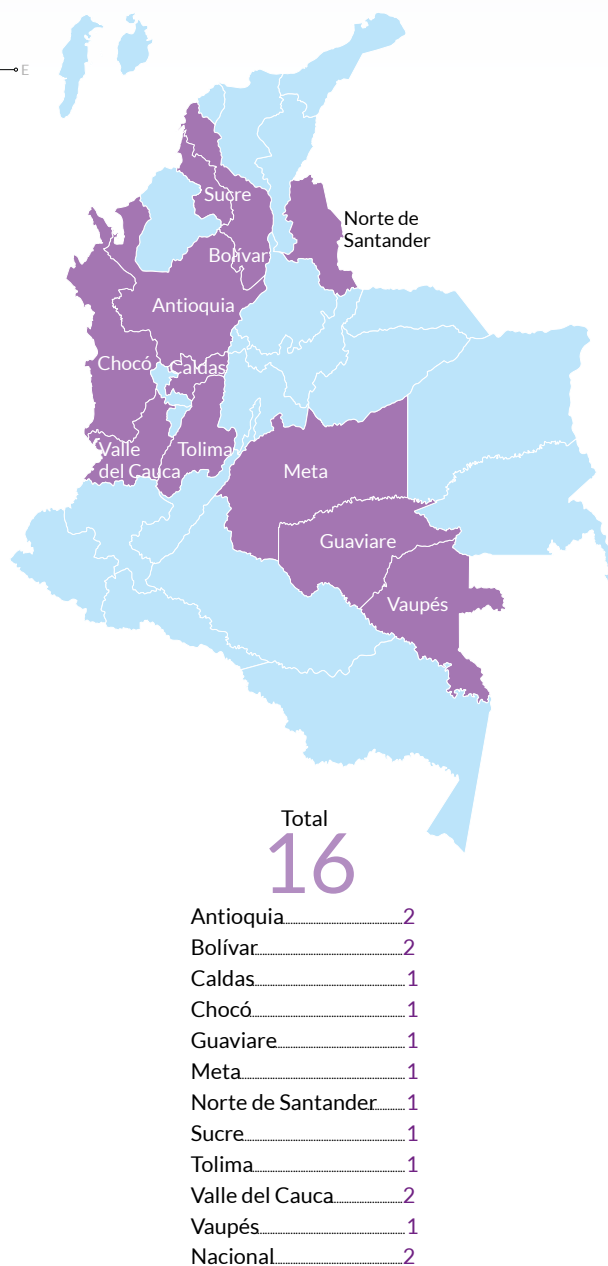 E
Sucre
Norte de
Santander
Bolívar
Antioquia
Chocó
Caldas
Valle
del Cauca
Tolima
Meta
Guaviare
Vaupés
Total
16
Antioquia 2
Bolívar 2
Caldas 1
Chocó 1
Guaviare 1
Meta 1
Norte de Santander 1
Sucre 1
Tolima 1
Valle del Cauca 2
Vaupés 1
Nacional 2